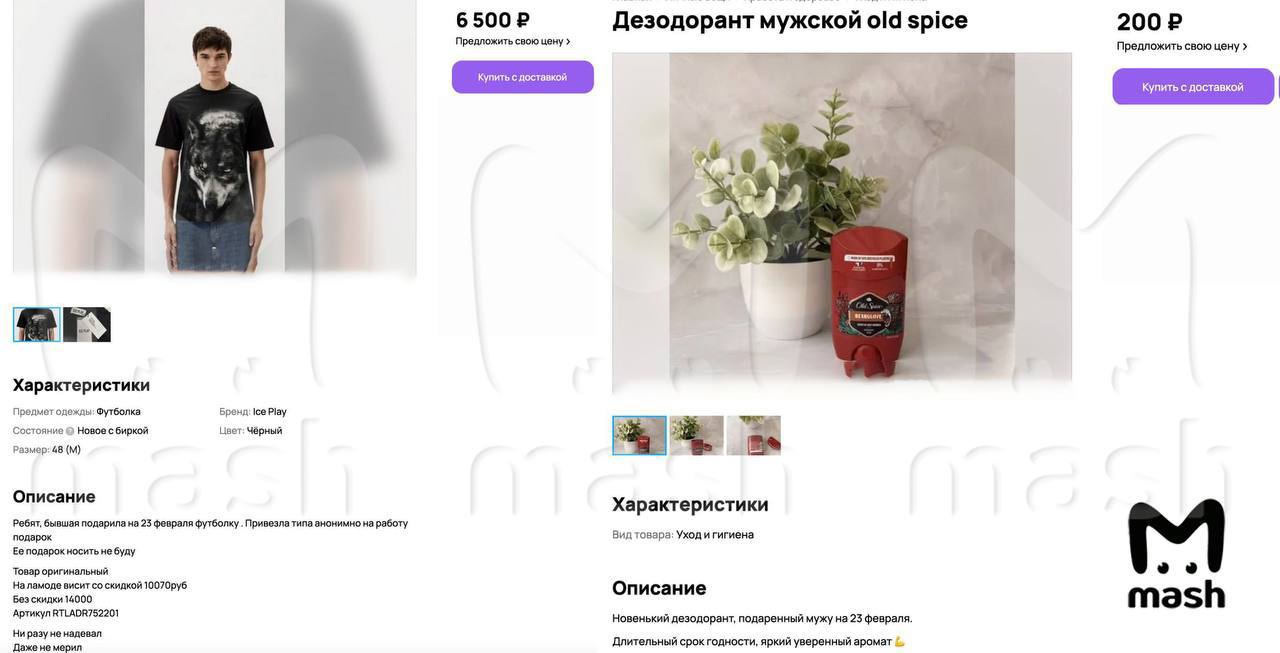 6 500 ₽
Предложить свою цену ›
Купить с доставкой
Характеристики
Предмет одежды: Футболка
Бренд: Ice Play
Состояние ? Новое с биркой
Цвет: Чёрный
Размер: 48 (M)
Описание
Ребят, бывшая подарила на 23 февраля футболку . Привезла типа анонимно на работу
подарок
Ее подарок носить не буду
Товар оригинальный
На ламоде висит со скидкой 10070руб
Без скидки 14000
Артикул RTLADR752201
Ни разу не надевал
Даже не мерил
Дезодорант мужской old spice
200 ₽
Предложить свою цену ›
Купить с доставкой
Old Spice
BEARGLOVE
Характеристики
Вид товара: Уход и гигиена
Описание
Новенький дезодорант, подаренный мужу на 23 февраля.
Длительный срок годности, яркий уверенный аромат 💪
mash
mash
mash
mash